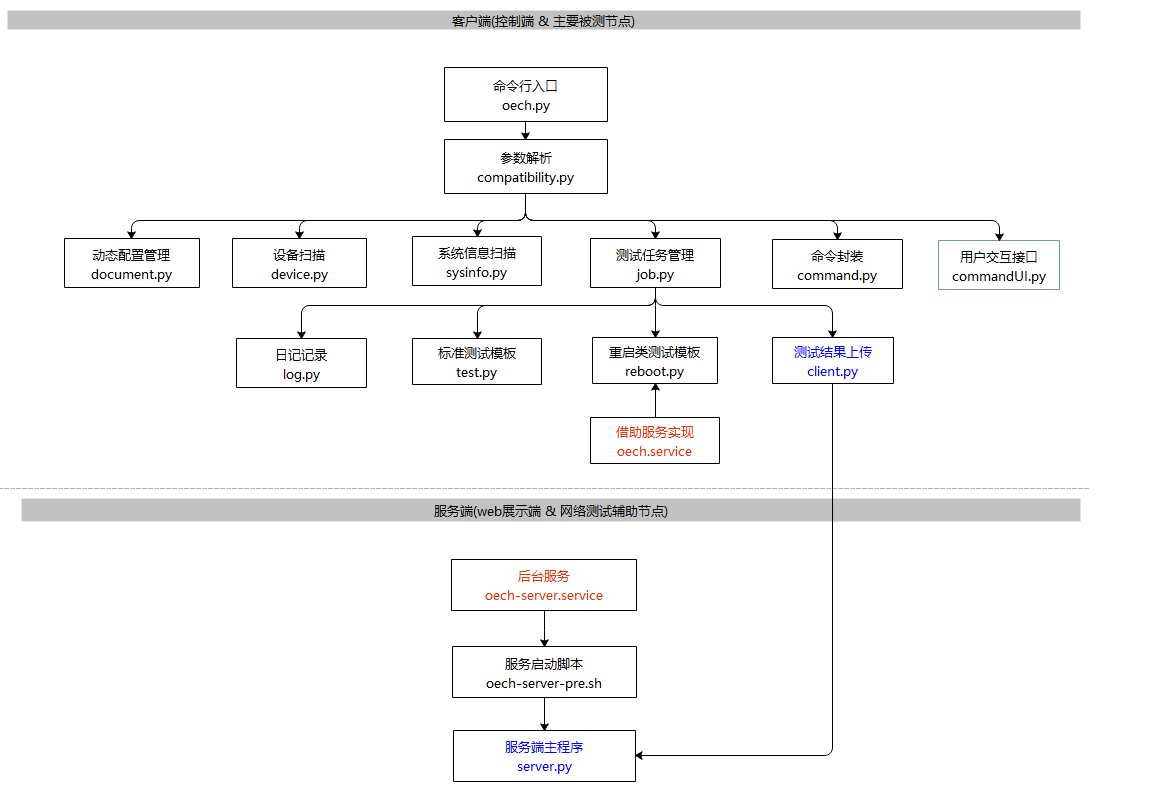 客户端(控制端 & 主要被测节点)
命令行入口
oech.py
参数解析
compatibility.py
动态配置管理
document.py
设备扫描
device.py
系统信息扫描
sysinfo.py
测试任务管理
job.py
命令封装
command.py
用户交互接口
commandUI.py
日记记录
log.py
标准测试模板
test.py
重启类测试模板
reboot.py
测试结果上传
client.py
借助服务实现
oech.service
服务端(web展示端 & 网络测试辅助节点)
后台服务
oech-server.service
服务启动脚本
oech-server-pre.sh
服务端主程序
server.py